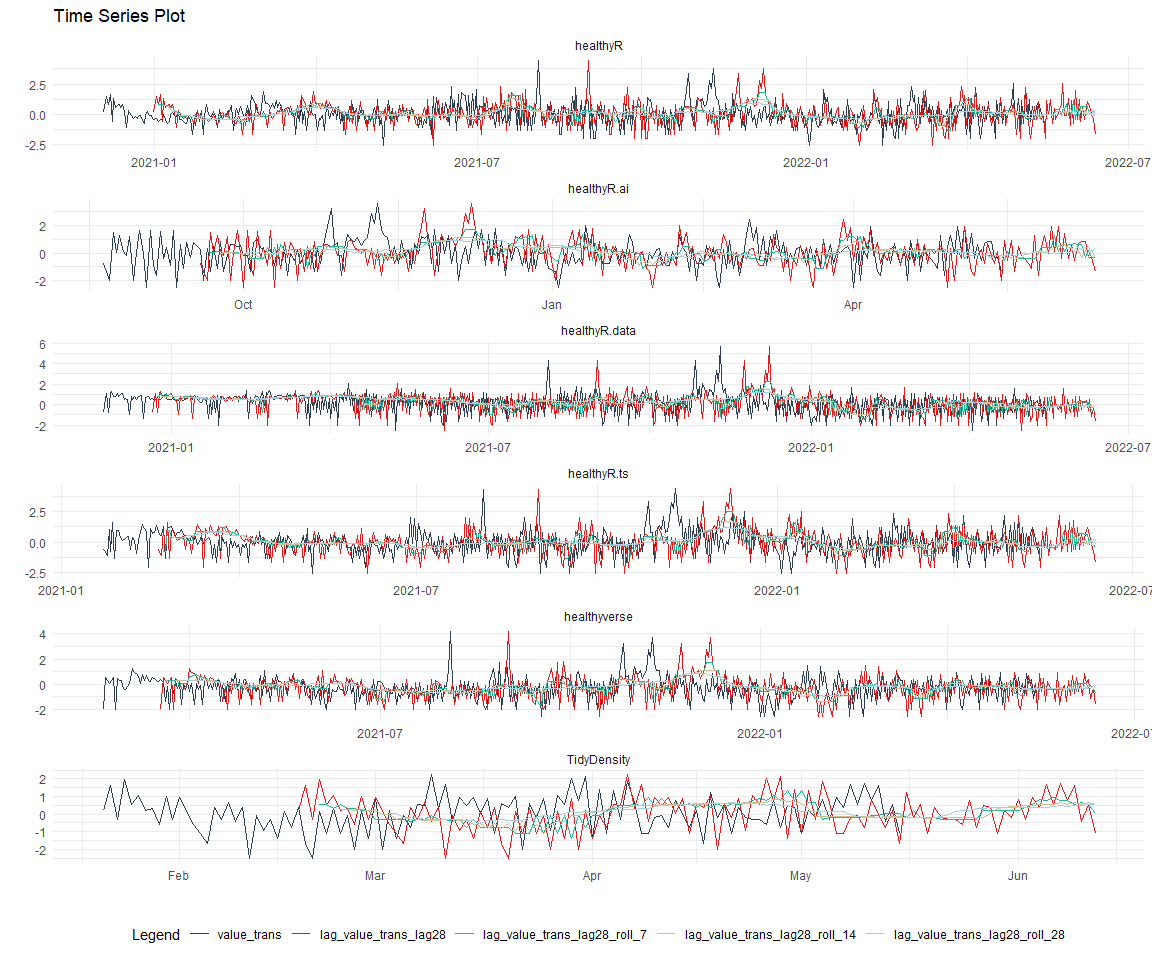 Time Series Plot
healthyR
2.5
0.0
-2.5
2021-01 2021-07 2022-01 2022-07
healthyR.ai
2
0
-2
Oct Jan Apr
healthyR.data
6
4
2
0
-2
2021-01 2021-07 2022-01 2022-07
healthyR.ts
2.5
0.0
-2.5
2021-01 2021-07 2022-01 2022-07
healthyverse
4
2
0
-2
2021-07 2022-01 2022-07
TidyDensity
2
1
0
-1
-2
Feb Mar Apr May Jun
Legend value_trans lag_value_trans_lag28 lag_value_trans_lag28_roll_7 lag_value_trans_lag28_roll_14 lag_value_trans_lag28_roll_28